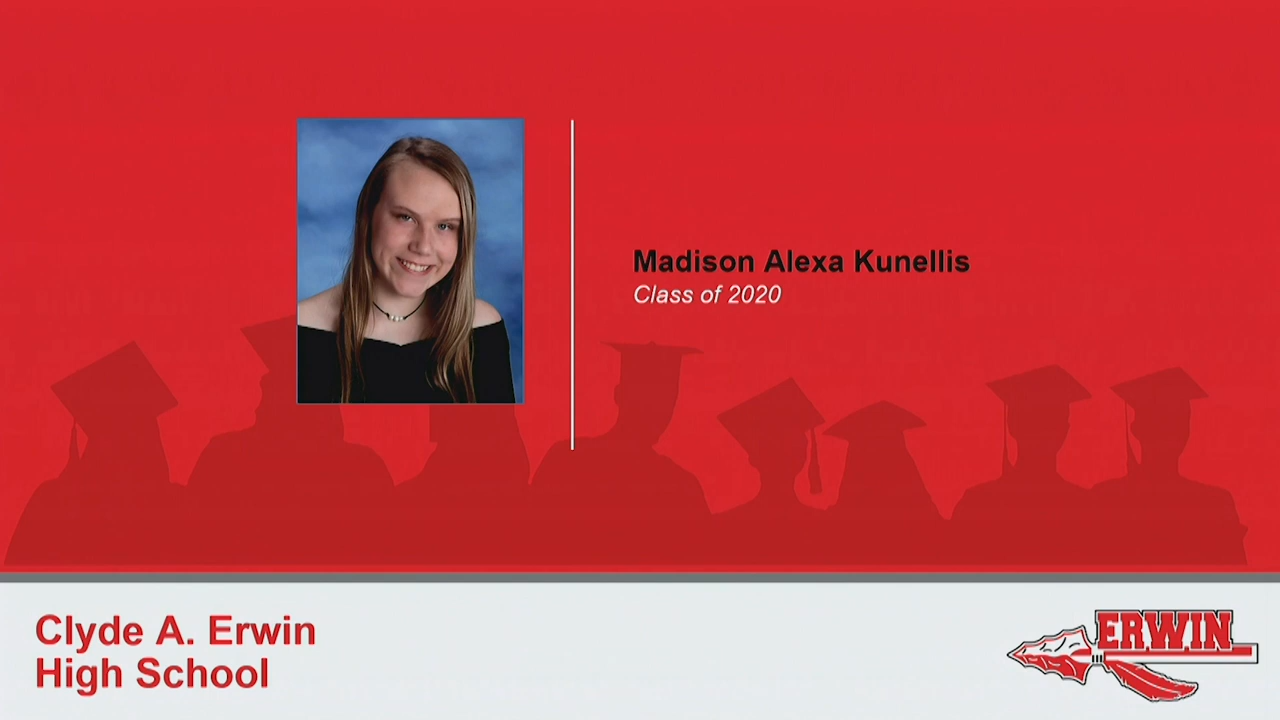 Madison Alexa Kunellis
Class of 2020
Clyde A. Erwin
High School
ERWIN